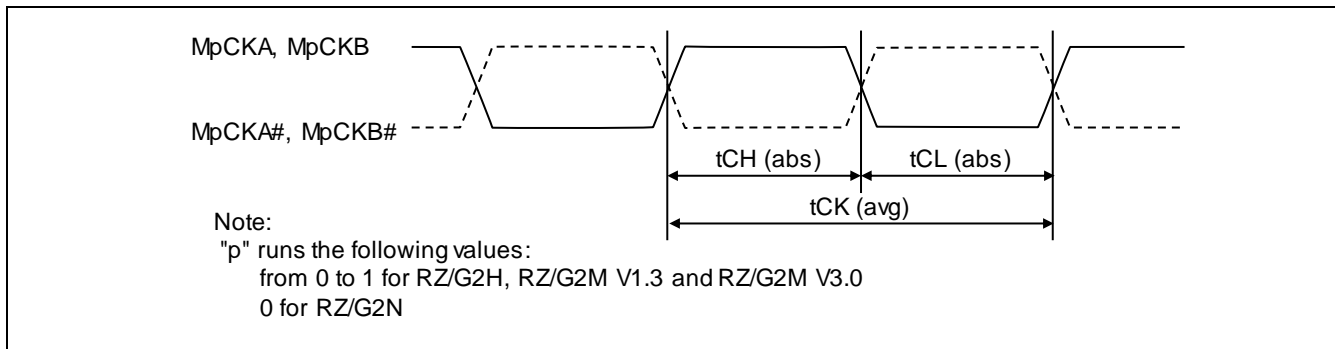 MpCKA, MpCKB
MpCKA#, MpCKB#
tCH (abs)
tCL (abs)
tCK (avg)
Note:
"p" runs the following values:
from 0 to 1 for RZ/G2H, RZ/G2M V1.3 and RZ/G2M V3.0
0 for RZ/G2N